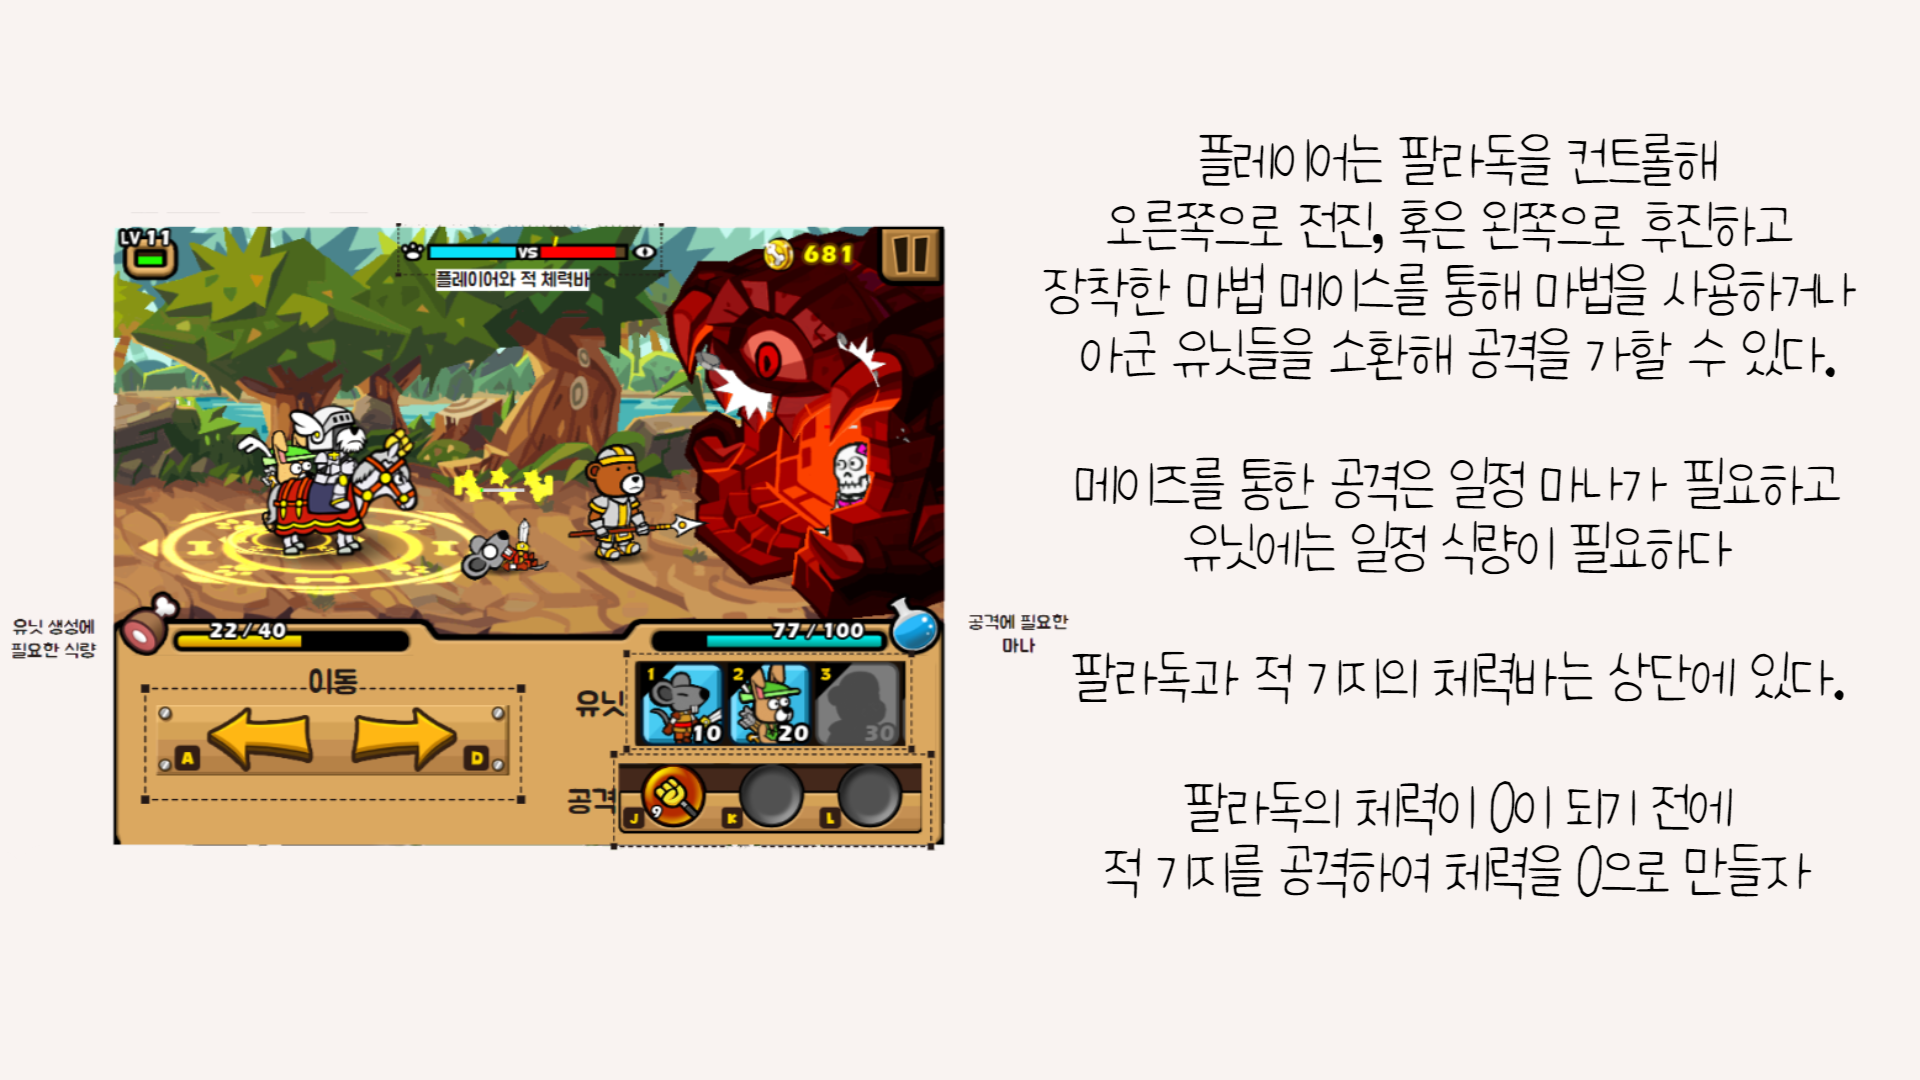 LV 11
VS
681
플레이어와 적 체력바
유닛 생성에
필요한 식량
22/40
77/100
공격에 필요한
마나
이동
A
D
유닛
1
2
3
10
20
30
공격
J
9
K
L
플레이어는 팔라독을 컨트롤해
오른쪽으로 전진, 혹은 왼쪽으로 후진하고
장착한 마법 메이스를 통해 마법을 사용하거나
아군 유닛들을 소환해 공격을 가할 수 있다.
메이즈를 통한 공격은 일정 마나가 필요하고
유닛에는 일정 식량이 필요하다
팔라독과 적 기지의 체력바는 상단에 있다.
팔라독의 체력이 0이 되기 전에
적 기지를 공격하여 체력을 0으로 만들자